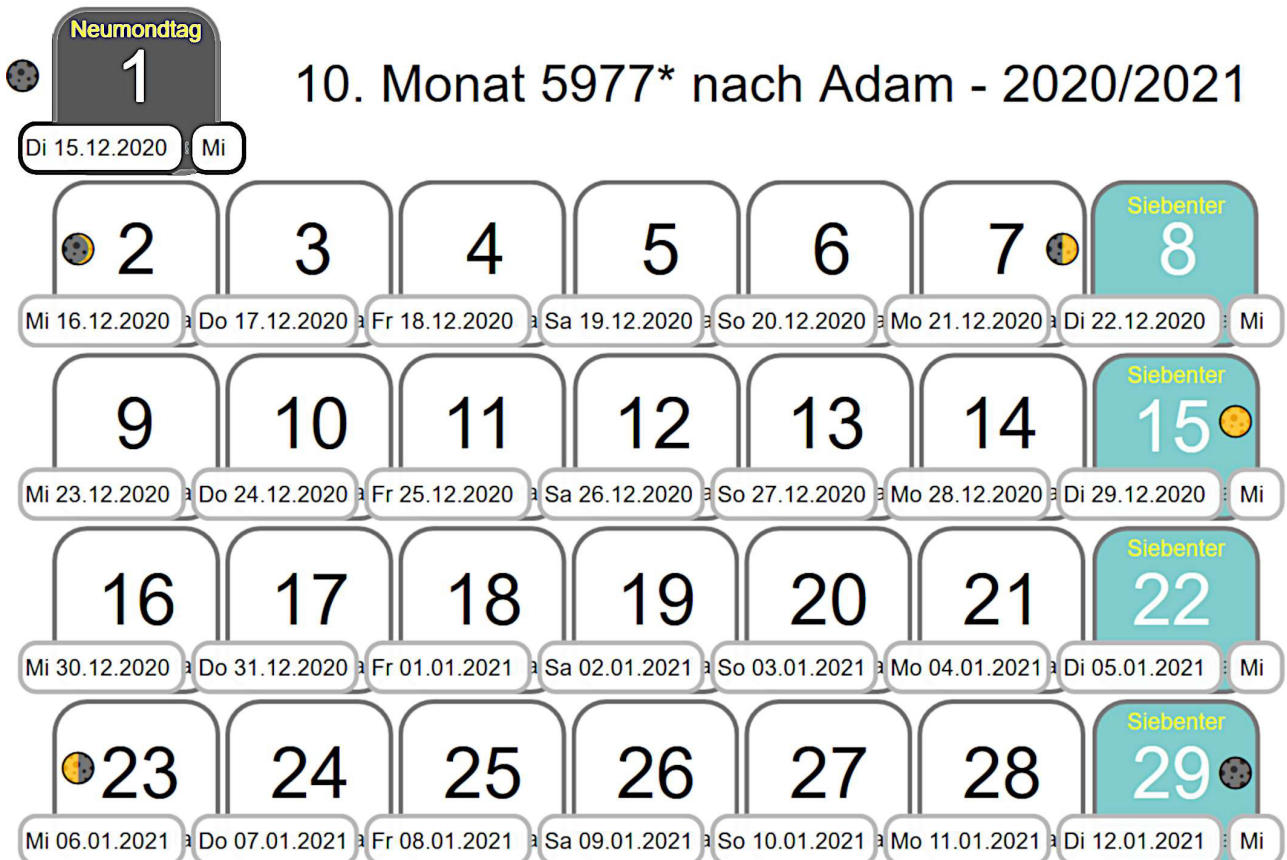 Neumondtag
1
10. Monat 5977* nach Adam - 2020/2021
Di 15.12.2020 Mi
Siebenter
2 3 4 5 6 7 8
Mi 16.12.2020 Do 17.12.2020 Fr 18.12.2020 Sa 19.12.2020 So 20.12.2020 Mo 21.12.2020 Di 22.12.2020 Mi
Siebenter
9 10 11 12 13 14 15
Mi 23.12.2020 Do 24.12.2020 Fr 25.12.2020 Sa 26.12.2020 So 27.12.2020 Mo 28.12.2020 Di 29.12.2020 Mi
Siebenter
16 17 18 19 20 21 22
Mi 30.12.2020 Do 31.12.2020 Fr 01.01.2021 Sa 02.01.2021 So 03.01.2021 Mo 04.01.2021 Di 05.01.2021 Mi
Siebenter
23 24 25 26 27 28 29
Mi 06.01.2021 Do 07.01.2021 Fr 08.01.2021 Sa 09.01.2021 So 10.01.2021 Mo 11.01.2021 Di 12.01.2021 Mi